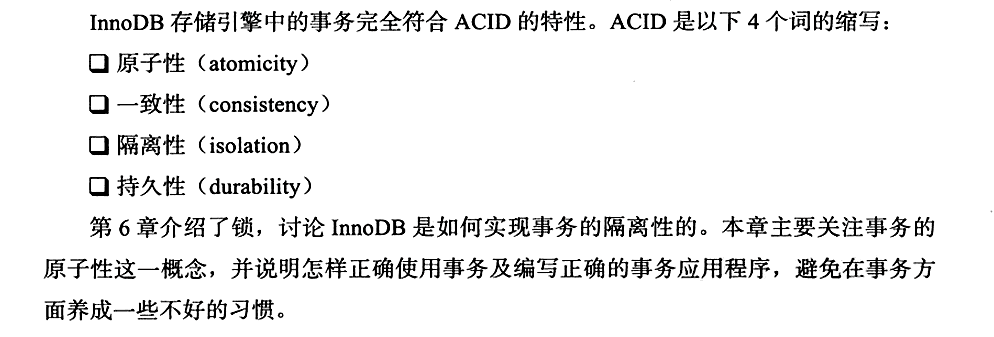 InnoDB 存储引擎中的事务完全符合 ACID 的特性。ACID 是以下 4 个词的缩写：
❑ 原子性（atomicity）
❑ 一致性（consistency）
❑ 隔离性（isolation）
❑ 持久性（durability）
第 6 章介绍了锁，讨论 InnoDB 是如何实现事务的隔离性的。本章主要关注事务的
原子性这一概念，并说明怎样正确使用事务及编写正确的事务应用程序，避免在事务方
面养成一些不好的习惯。